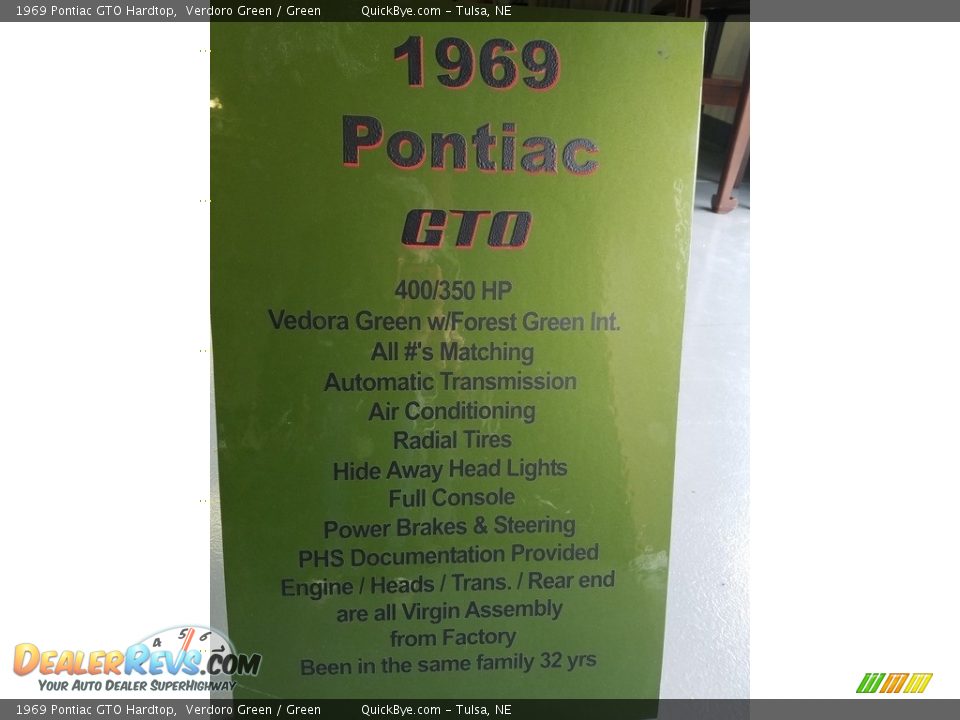 1969 Pontiac GTO Hardtop, Verdoro Green / Green QuickBye.com – Tulsa, NE
1969
Pontiac
GTO
400/350 HP
Vedora Green w/Forest Green Int.
All #'s Matching
Automatic Transmission
Air Conditioning
Radial Tires
Hide Away Head Lights
Full Console
Power Brakes & Steering
PHS Documentation Provided
Engine / Heads / Trans. / Rear end
are all Virgin Assembly
from Factory
Been in the same family 32 yrs
4 5 6
DEALERREVS.COM
YOUR AUTO DEALER SUPERHIGHWAY
1969 Pontiac GTO Hardtop, Verdoro Green / Green QuickBye.com – Tulsa, NE